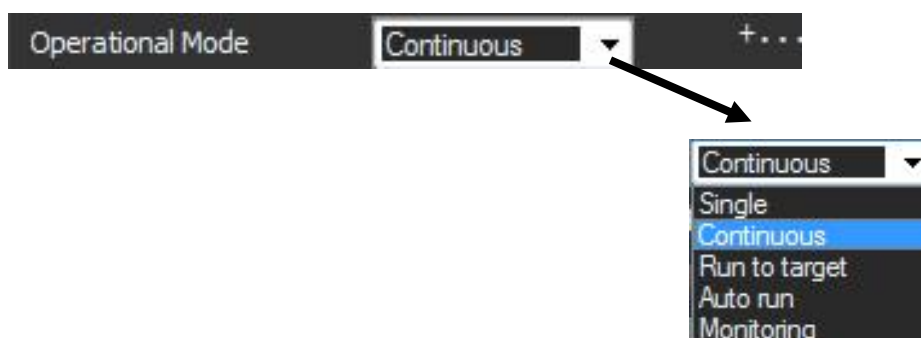 Operational Mode Continuous +...
Continuous
Single
Continuous
Run to target
Auto run
Monitoring